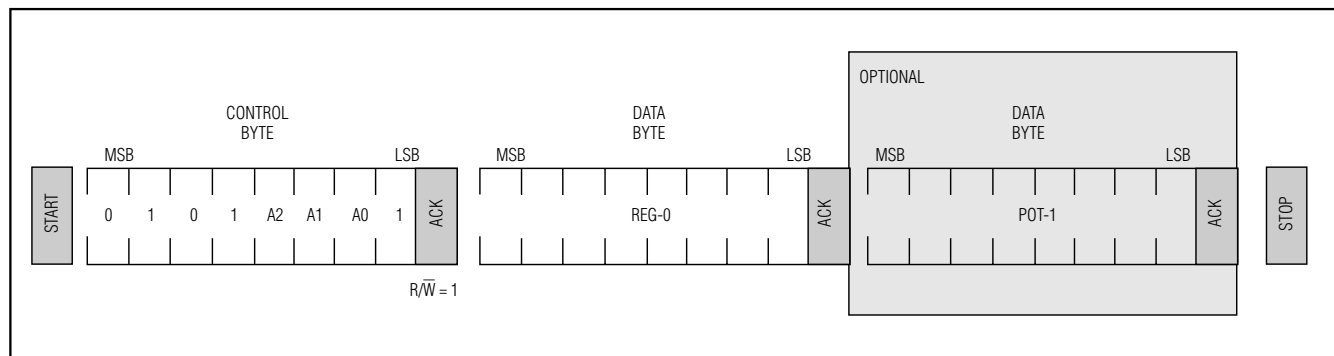 OPTIONAL
CONTROL
BYTE
DATA
BYTE
DATA
BYTE
MSB
LSB
MSB
LSB
MSB
LSB
START
0 1 0 1 A2 A1 A0 1
ACK
REG-0
ACK
POT-1
ACK
STOP
R/W̅ = 1